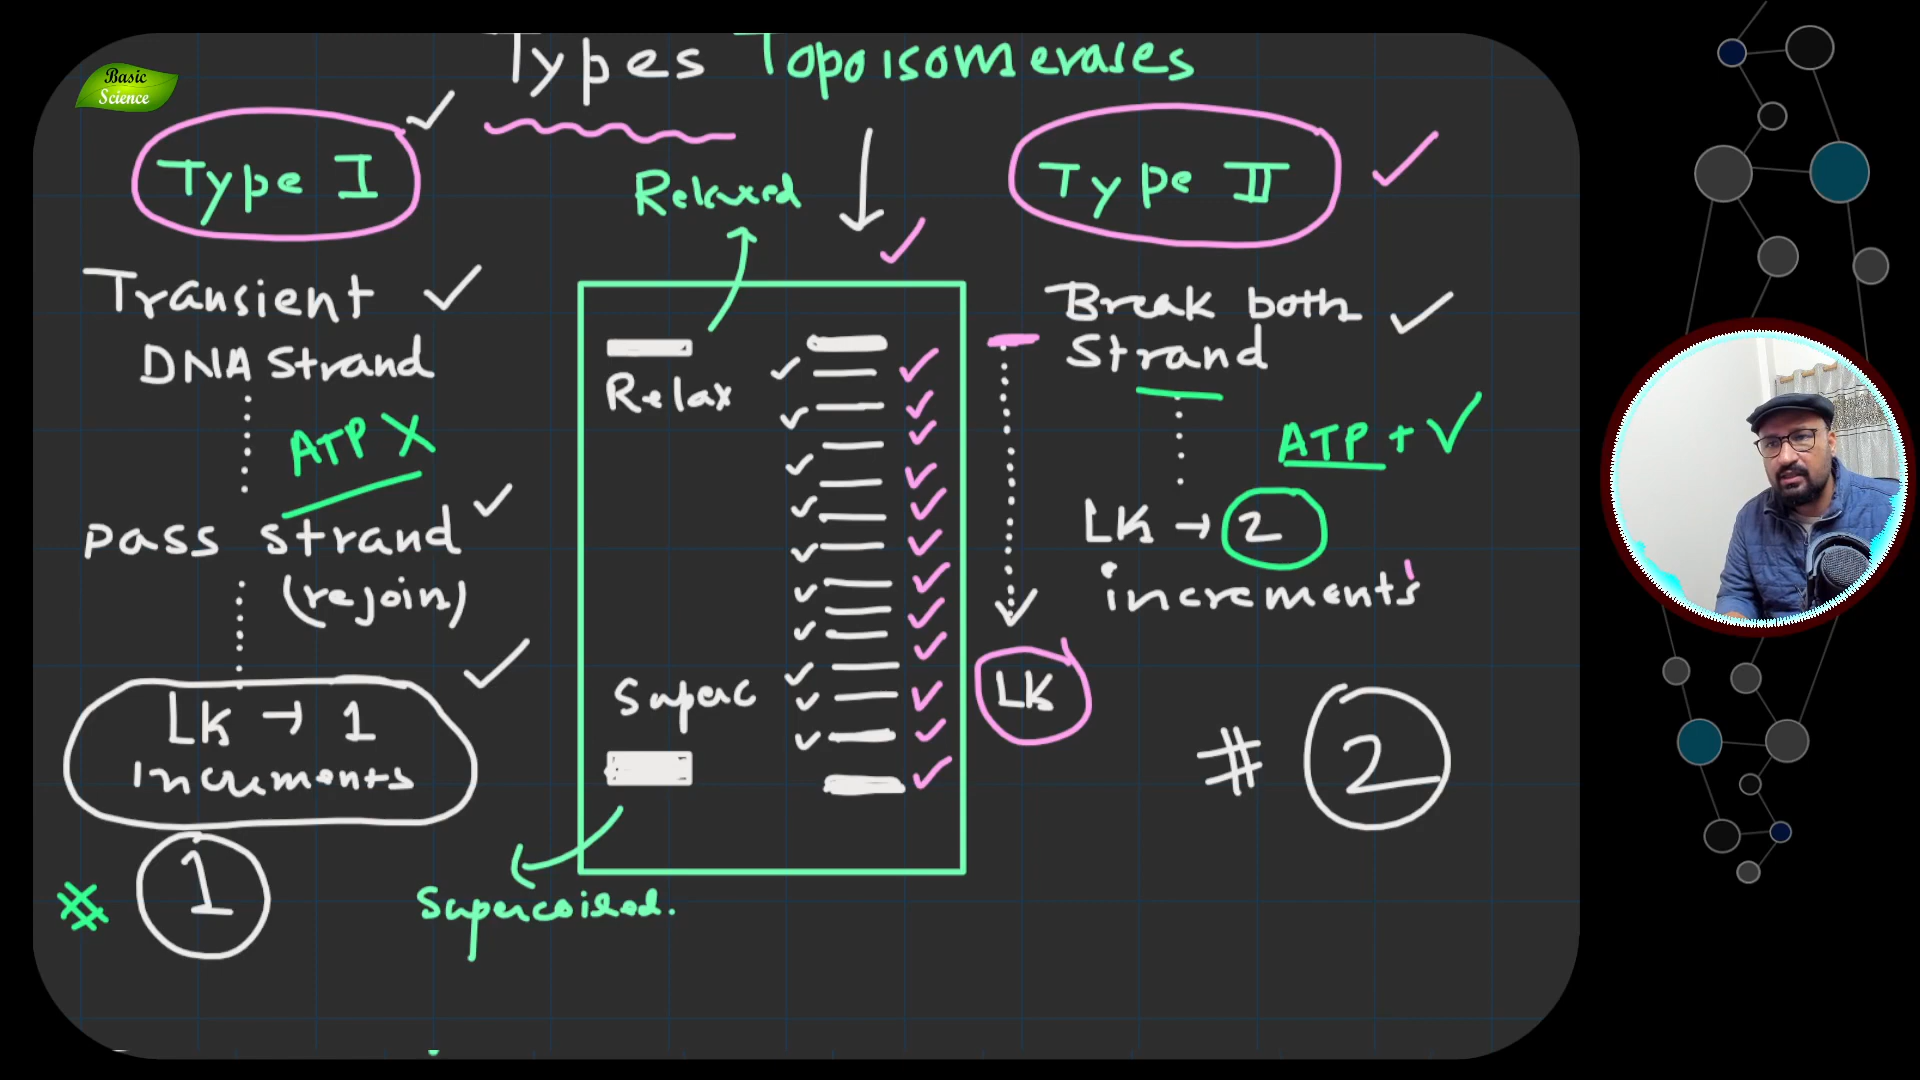 Types Topoisomerases
Basic
Science
Type I
Type II
Relaxed
Transient
DNA Strand
ATP X
pass strand
(rejoin)
LK → 1
Increments
1
Relax
Superc
Supercoiled.
LK
Break both
Strand
ATP +
LK → 2
increments
# 2